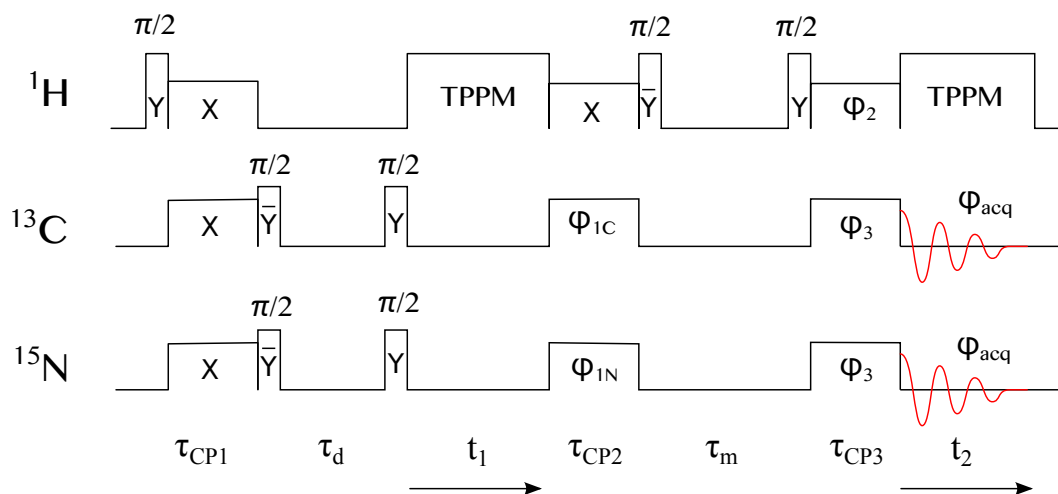 π/2 π/2 π/2
¹H Y X TPPM X Y̅ Y φ₂ TPPM
π/2 π/2
¹³C X Y̅ Y φ₁C φ₃ φacq
π/2 π/2
¹⁵N X Y̅ Y φ₁N φ₃ φacq
τCP1 τd t₁ τCP2 τm τCP3 t₂